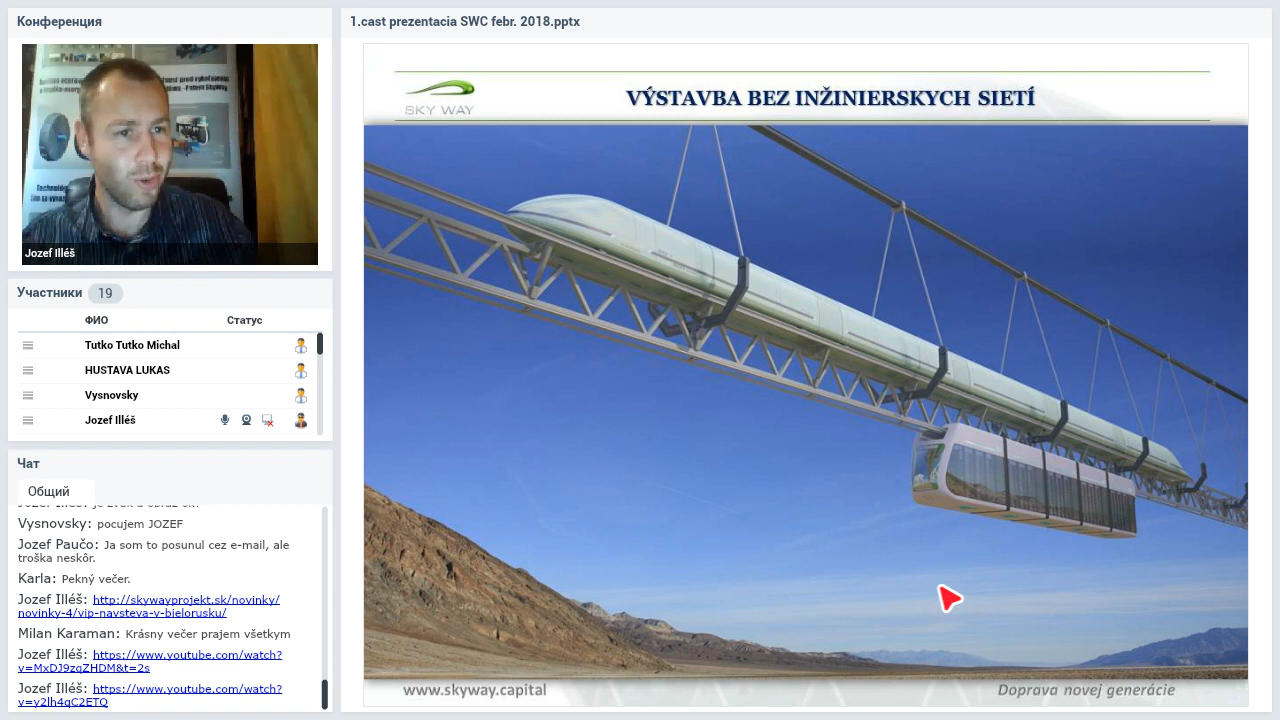 Конференция
Jozef Illéš
Участники 19
ФИО Статус
Tutko Tutko Michal
HUSTAVA LUKAS
Vysnovsky
Jozef Illéš
Чат
Общий
Vysnovsky: pocujem JOZEF
Jozef Paučo: Ja som to posunul cez e-mail, ale
troška neskôr.
Karla: Pekný večer.
Jozef Illéš: http://skywayprojekt.sk/novinky/
novinky-4/vip-navsteva-v-bielorusku/
Milan Karaman: Krásny večer prajem všetkym
Jozef Illéš: https://www.youtube.com/watch?
v=MxDJ9zqZHDM&t=2s
Jozef Illéš: https://www.youtube.com/watch?
v=y2lh4qC2ETQ
1.cast prezentacia SWC febr. 2018.pptx
SKY WAY
VÝSTAVBA BEZ INŽINIERSKYCH SIETÍ
www.skyway.capital
Doprava novej generácie